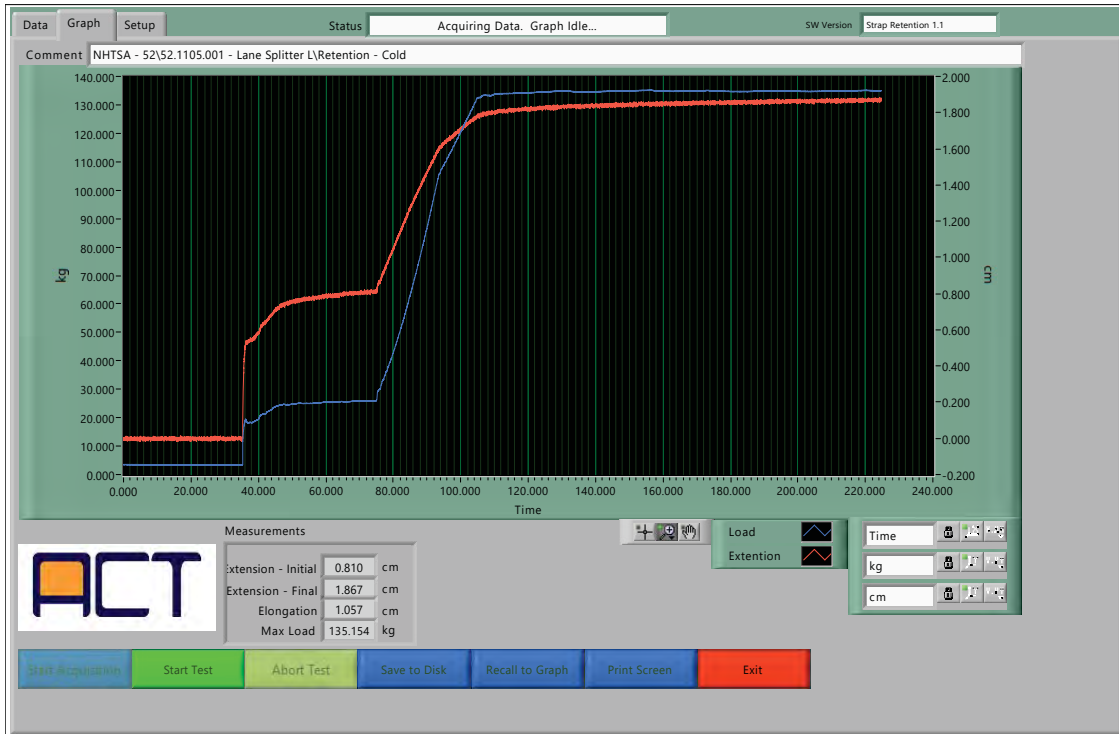 Data Graph Setup Status Acquiring Data. Graph Idle... SW Version Strap Retention 1.1
Comment NHTSA - 52\52.1105.001 - Lane Splitter L\Retention - Cold
140.000 2.000
130.000 1.800
120.000 1.600
110.000
100.000 1.400
90.000 1.200
80.000 1.000
70.000
kg cm
60.000 0.800
50.000 0.600
40.000 0.400
30.000
20.000 0.200
10.000 0.000
0.000 -0.200
0.000 20.000 40.000 60.000 80.000 100.000 120.000 140.000 160.000 180.000 200.000 220.000 240.000
Time
Measurements
Extension - Initial 0.810 cm
Extension - Final 1.867 cm
Elongation 1.057 cm
Max Load 135.154 kg
Load
Extention
Time
kg
cm
ACT
Start Acquisition Start Test Abort Test Save to Disk Recall to Graph Print Screen Exit